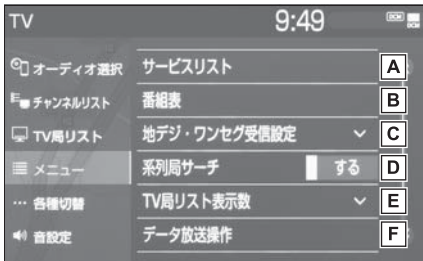 TV 9:49 DCM
オーディオ選択
チャンネルリスト
TV局リスト
メニュー
各種切替
音設定
サービスリスト A
番組表 B
地デジ・ワンセグ受信設定 C
系列局サーチ する D
TV局リスト表示数 E
データ放送操作 F